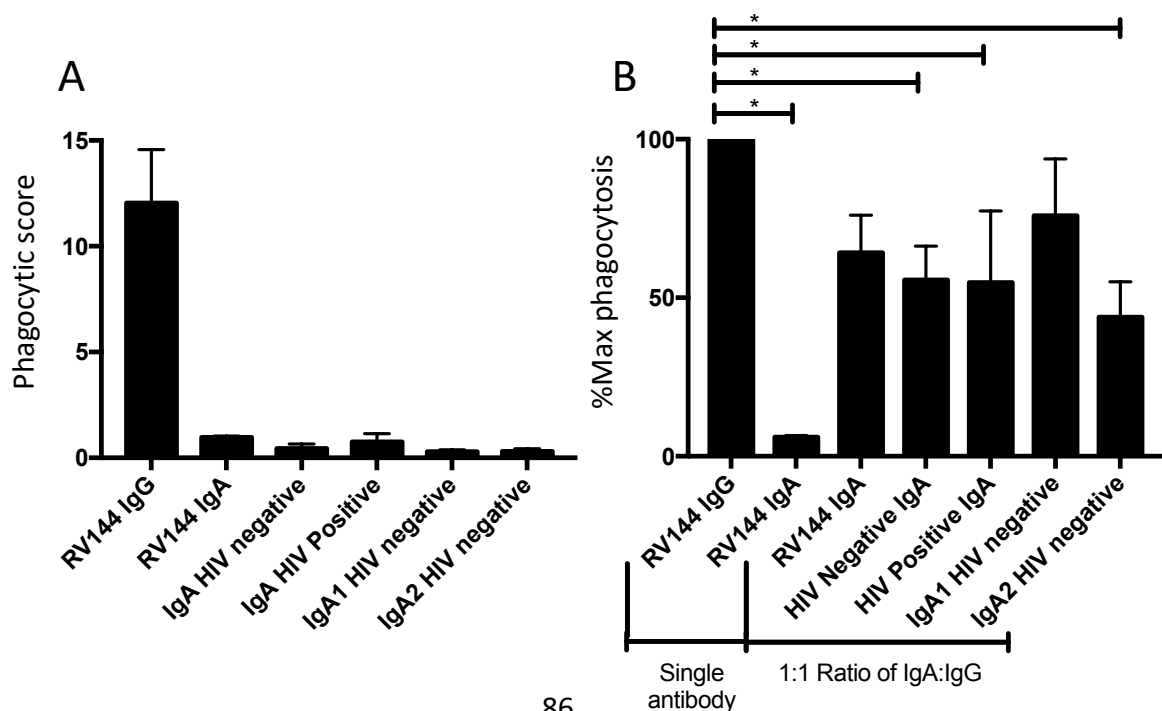 A
Phagocytic score
15
10
5
0
RV144 IgG
RV144 IgA
IgA HIV negative
IgA HIV Positive
IgA1 HIV negative
IgA2 HIV negative
B
*
*
*
*
%Max phagocytosis
100
50
0
RV144 IgG
RV144 IgA
RV144 IgA
HIV Negative IgA
HIV Positive IgA
IgA1 HIV negative
IgA2 HIV negative
Single
antibody
1:1 Ratio of IgA:IgG
86